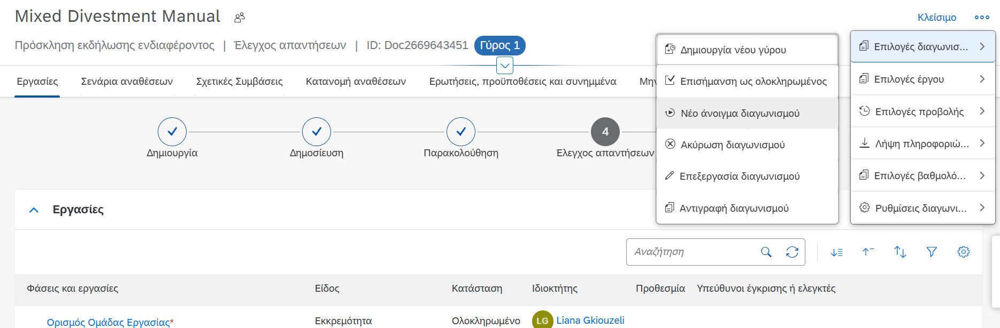 Mixed Divestment Manual
Κλείσιμο
Πρόσκληση εκδήλωσης ενδιαφέροντος | Έλεγχος απαντήσεων | ID: Doc2669643451 Γύρος 1
Εργασίες Σενάρια αναθέσεων Σχετικές Συμβάσεις Κατανομή αναθέσεων Ερωτήσεις, προϋποθέσεις και συνημμένα
Δημιουργία νέου γύρου
Επισήμανση ως ολοκληρωμένος
Νέο άνοιγμα διαγωνισμού
Ακύρωση διαγωνισμού
Επεξεργασία διαγωνισμού
Αντιγραφή διαγωνισμού
Επιλογές διαγωνισ...
Επιλογές έργου
Επιλογές προβολής
Λήψη πληροφοριώ...
Επιλογές βαθμολό...
Ρυθμίσεις διαγωνι...
4
Δημιουργία Δημοσίευση Παρακολούθηση Έλεγχος απαντήσεων
Εργασίες
Αναζήτηση
Φάσεις και εργασίες Είδος Κατάσταση Ιδιοκτήτης Προθεσμία Υπεύθυνοι έγκρισης ή ελεγκτές
Ορισμός Ομάδας Εργασίας* Εκκρεμότητα Ολοκληρωμένο LG Liana Gkiouzeli